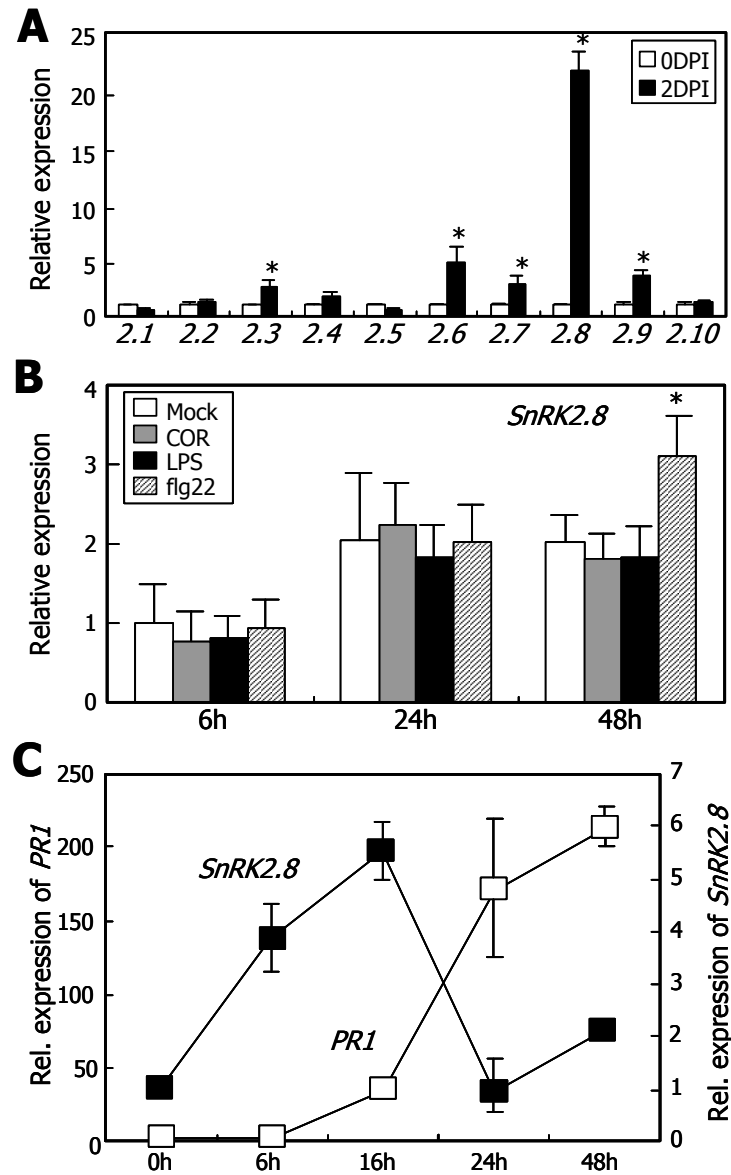 A
Relative expression
25
20
15
10
5
0
0DPI
2DPI
*
*
*
*
*
2.1 2.2 2.3 2.4 2.5 2.6 2.7 2.8 2.9 2.10
B
Relative expression
4
3
2
1
0
Mock
COR
LPS
flg22
SnRK2.8
*
6h 24h 48h
C
Rel. expression of PR1
250
200
150
100
50
0
SnRK2.8
PR1
7
6
5
4
3
2
1
0
Rel. expression of SnRK2.8
0h 6h 16h 24h 48h